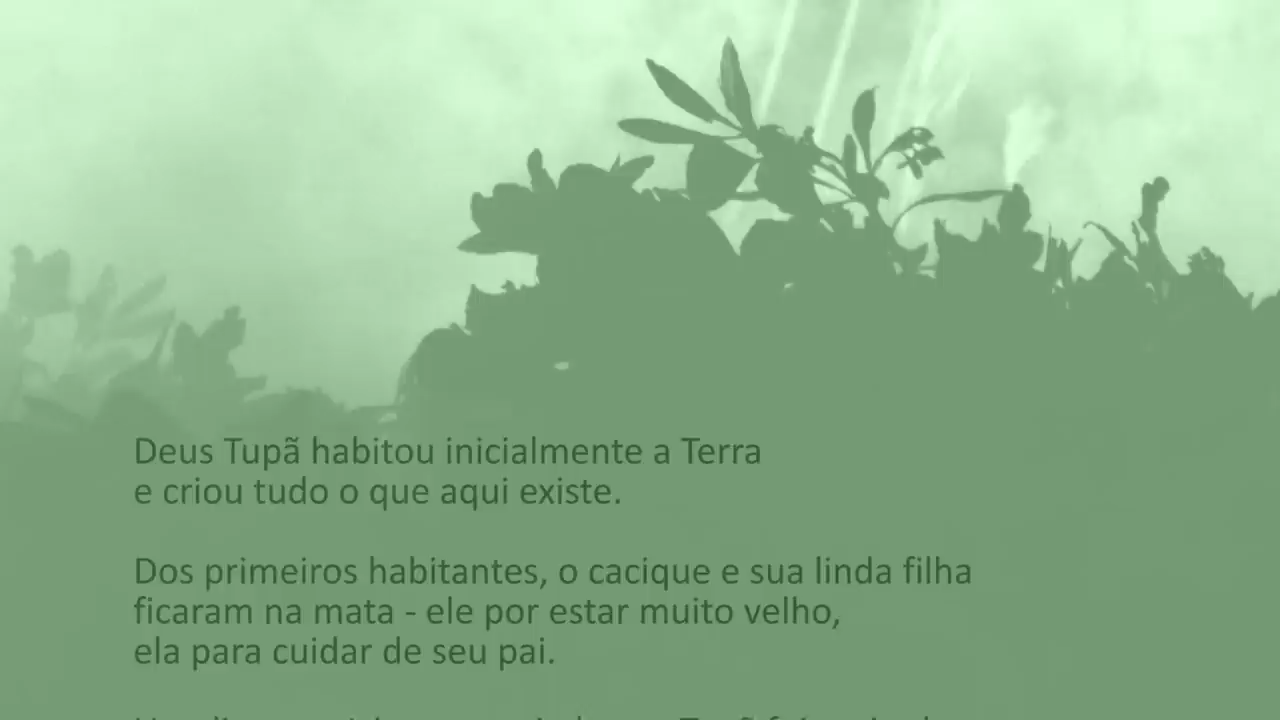 Deus Tupã habitou inicialmente a Terra
e criou tudo o que aqui existe.
Dos primeiros habitantes, o cacique e sua linda filha
ficaram na mata - ele por estar muito velho,
ela para cuidar de seu pai.